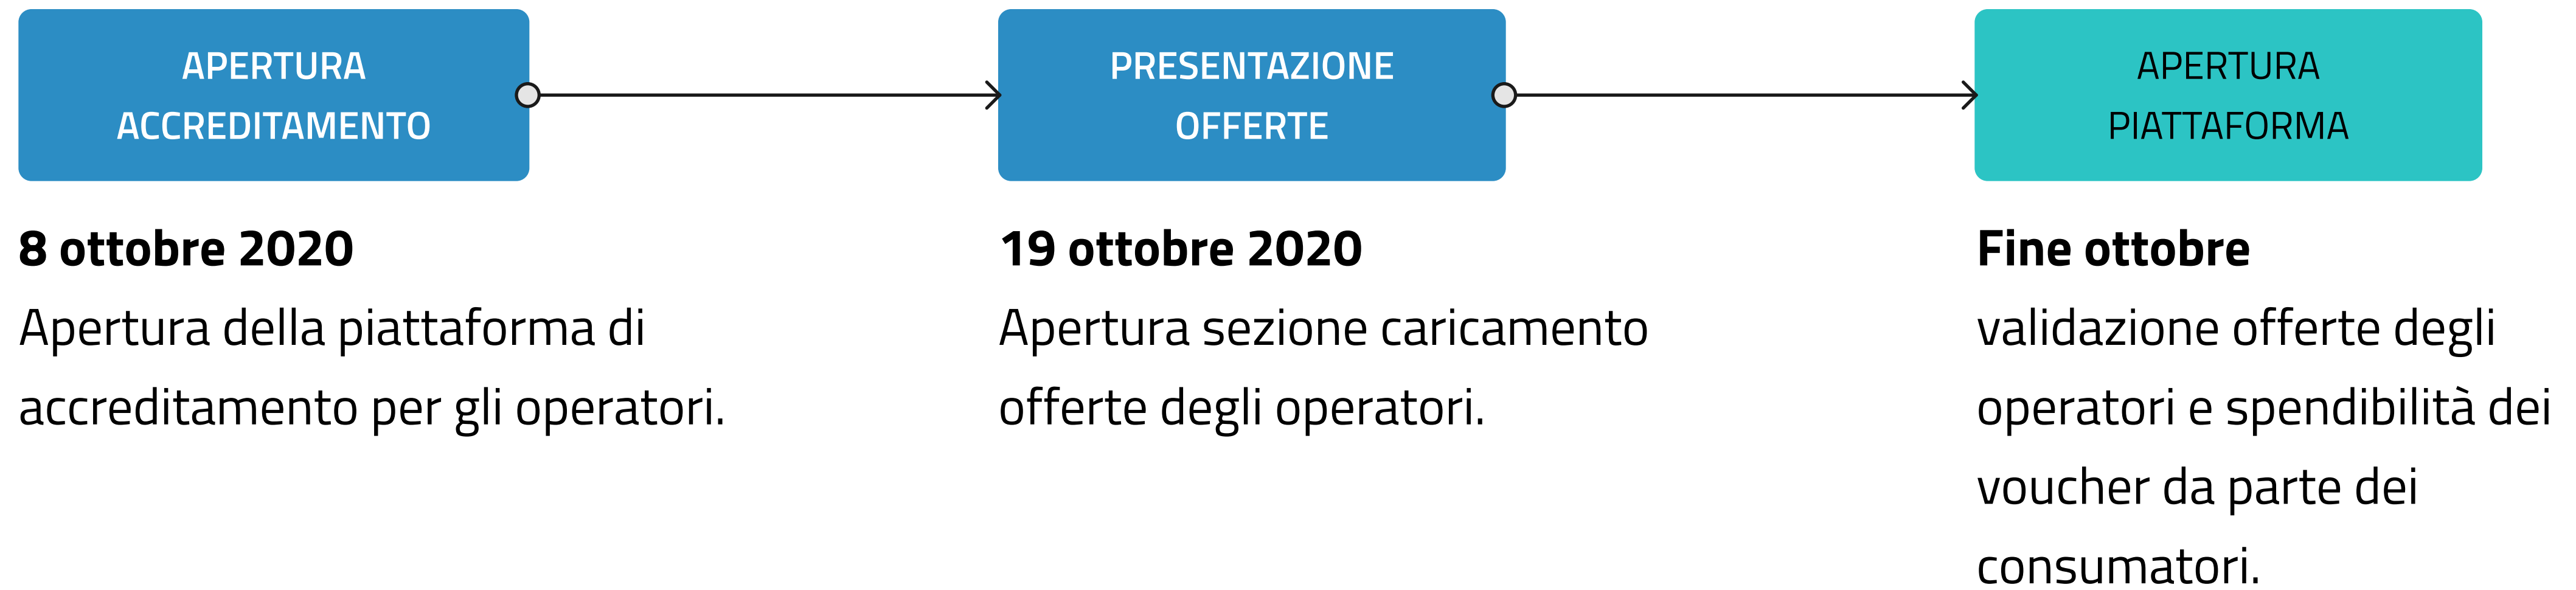 APERTURA
ACCREDITAMENTO
8 ottobre 2020
Apertura della piattaforma di
accreditamento per gli operatori.
PRESENTAZIONE
OFFERTE
19 ottobre 2020
Apertura sezione caricamento
offerte degli operatori.
APERTURA
PIATTAFORMA
Fine ottobre
validazione offerte degli
operatori e spendibilità dei
voucher da parte dei
consumatori.